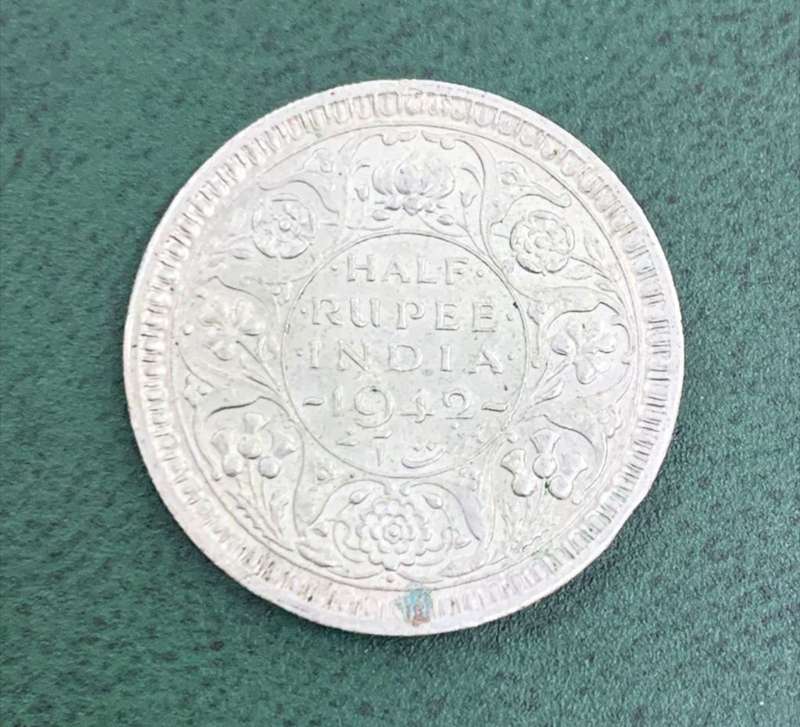 ·HALF·
·RUPEE·
·INDIA·
-1942-